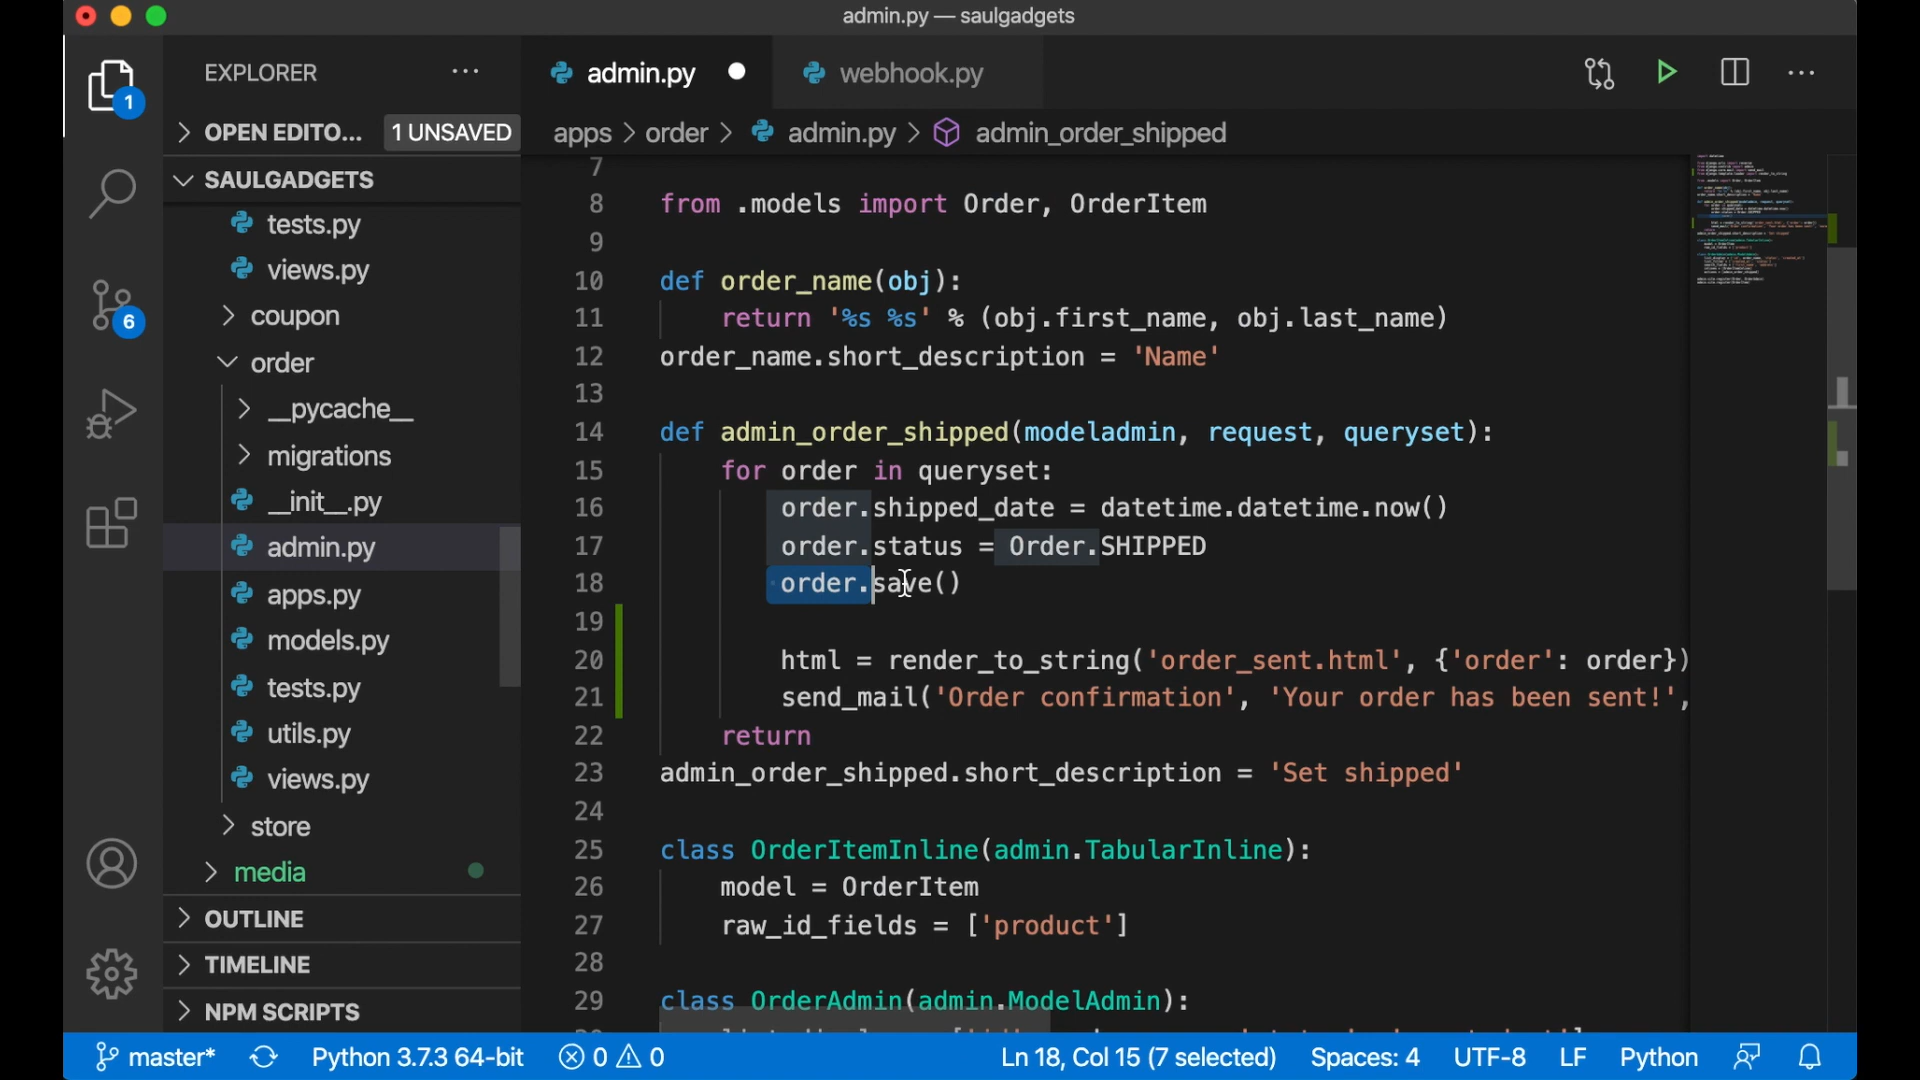 admin.py — saulgadgets
EXPLORER
admin.py
webhook.py
OPEN EDITO... 1 UNSAVED
apps > order > admin.py > admin_order_shipped
SAULGADGETS
tests.py
views.py
coupon
order
__pycache__
migrations
__init__.py
admin.py
apps.py
models.py
tests.py
utils.py
views.py
store
media
OUTLINE
TIMELINE
NPM SCRIPTS
1
6
7
8 from .models import Order, OrderItem
9
10 def order_name(obj):
11 return '%s %s' % (obj.first_name, obj.last_name)
12 order_name.short_description = 'Name'
13
14 def admin_order_shipped(modeladmin, request, queryset):
15 for order in queryset:
16 order.shipped_date = datetime.datetime.now()
17 order.status = Order.SHIPPED
18 order.save()
19
20 html = render_to_string('order_sent.html', {'order': order})
21 send_mail('Order confirmation', 'Your order has been sent!',
22 return
23 admin_order_shipped.short_description = 'Set shipped'
24
25 class OrderItemInline(admin.TabularInline):
26 model = OrderItem
27 raw_id_fields = ['product']
28
29 class OrderAdmin(admin.ModelAdmin):
master* Python 3.7.3 64-bit 0 0 Ln 18, Col 15 (7 selected) Spaces: 4 UTF-8 LF Python